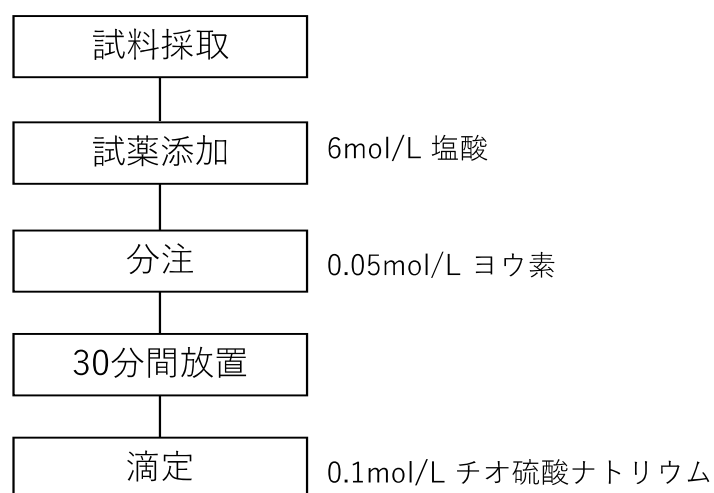 試料採取
試薬添加
6mol/L 塩酸
分注
0.05mol/L ヨウ素
30分間放置
滴定
0.1mol/L チオ硫酸ナトリウム